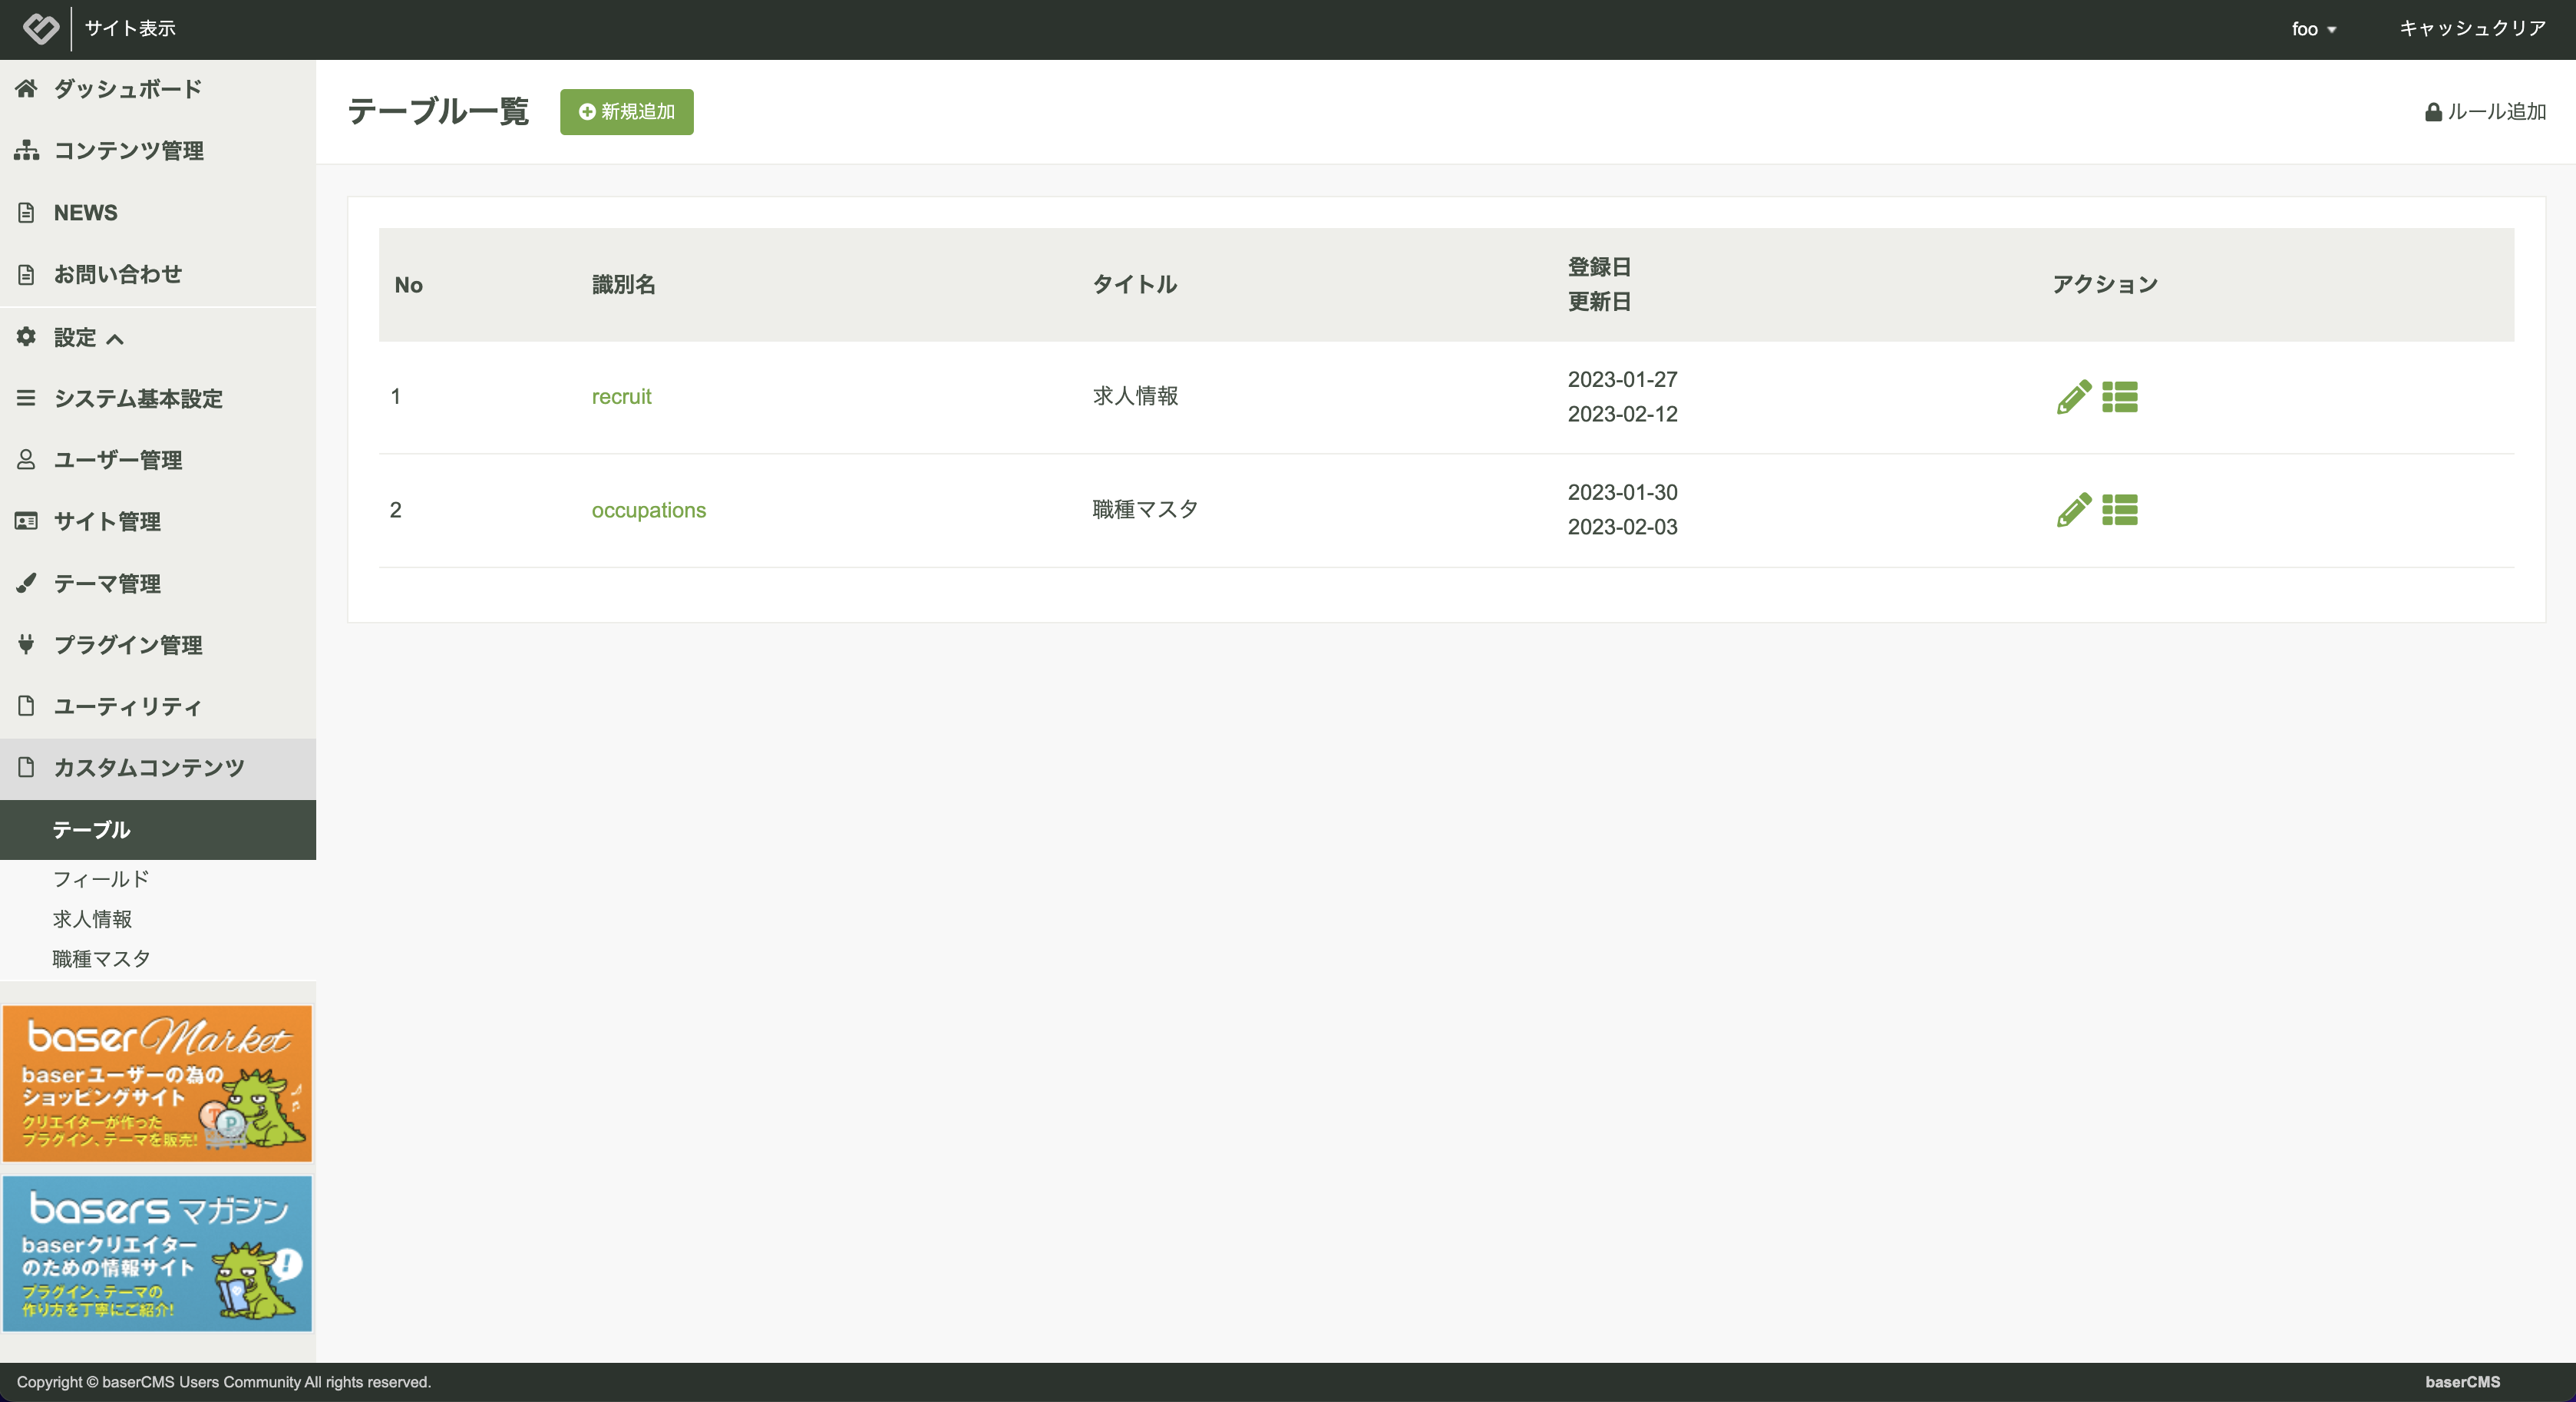 サイト表示
foo
キャッシュクリア
ダッシュボード
コンテンツ管理
NEWS
お問い合わせ
設定
システム基本設定
ユーザー管理
サイト管理
テーマ管理
プラグイン管理
ユーティリティ
カスタムコンテンツ
テーブル
フィールド
求人情報
職種マスタ
baser Market
baserユーザーの為の
ショッピングサイト
クリエイターが作った
プラグイン、テーマを販売!
T P
basers マガジン
baserクリエイター
のための情報サイト
プラグイン、テーマの
作り方を丁寧にご紹介!
!
テーブル一覧
新規追加
ルール追加
No 識別名 タイトル 登録日 アクション
更新日
1 recruit 求人情報 2023-01-27
2023-02-12
2 occupations 職種マスタ 2023-01-30
2023-02-03
Copyright © baserCMS Users Community All rights reserved.
baserCMS